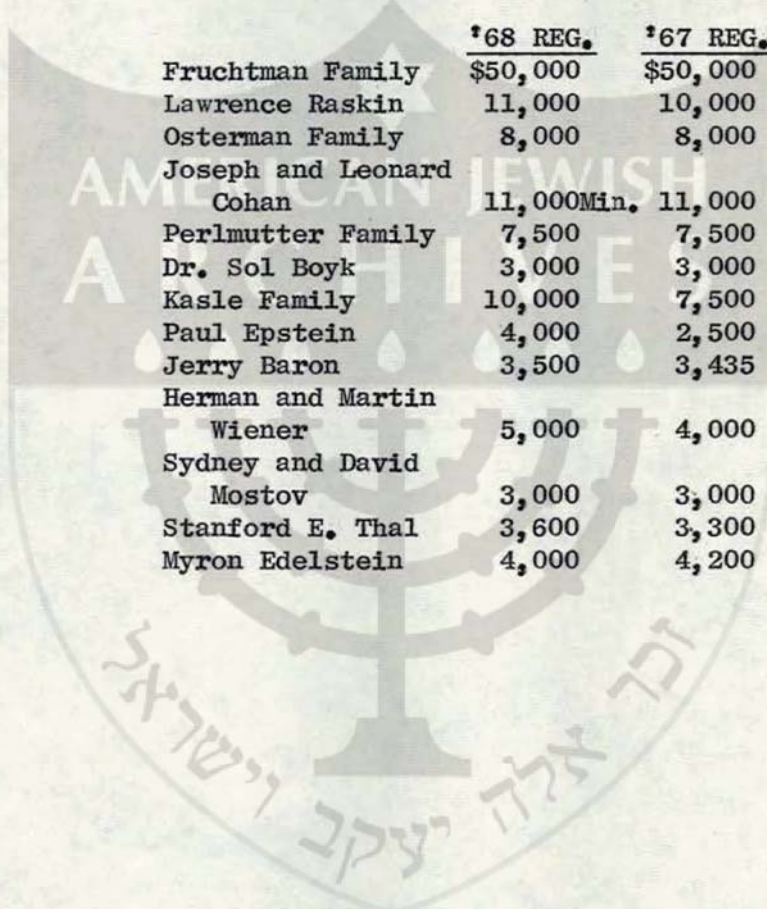 '68 REG. '67 REG.
Fruchtman Family $50,000 $50,000
Lawrence Raskin 11,000 10,000
Osterman Family 8,000 8,000
Joseph and Leonard
Cohan 11,000Min. 11,000
Perlmutter Family 7,500 7,500
Dr. Sol Boyk 3,000 3,000
Kasle Family 10,000 7,500
Paul Epstein 4,000 2,500
Jerry Baron 3,500 3,435
Herman and Martin
Wiener 5,000 4,000
Sydney and David
Mostov 3,000 3,000
Stanford E. Thal 3,600 3,300
Myron Edelstein 4,000 4,200
AMERICAN JEWISH
ARCHIVES
זכר אלה יעקב וישראל